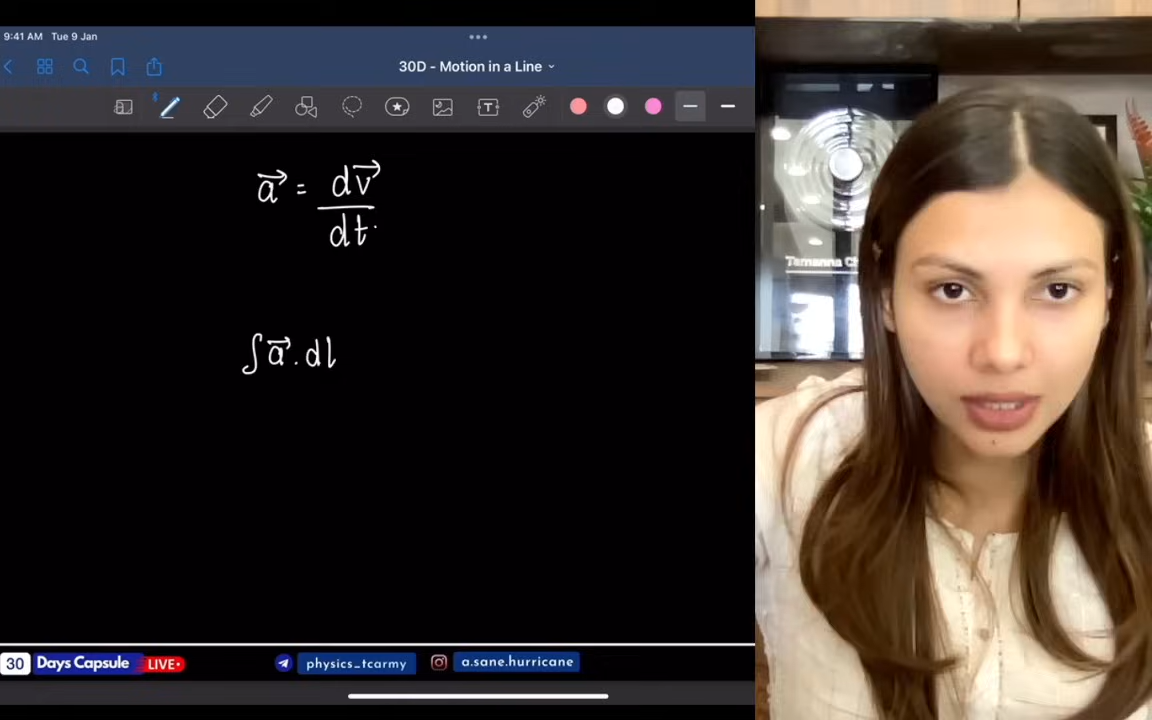 9:41 AM Tue 9 Jan
30D - Motion in a Line
T
a⃗ = dv⃗
dt
∫a⃗ . dl
30 Days Capsule LIVE
physics_tcarmy
a.sane.hurricane